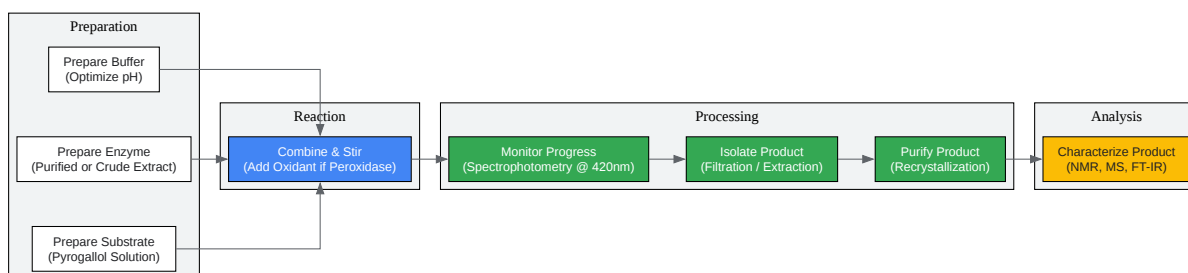 Preparation
Prepare Buffer
(Optimize pH)
Prepare Enzyme
(Purified or Crude Extract)
Prepare Substrate
(Pyrogallol Solution)
Reaction
Combine & Stir
(Add Oxidant if Peroxidase)
Processing
Monitor Progress
(Spectrophotometry @ 420nm)
Isolate Product
(Filtration / Extraction)
Purify Product
(Recrystallization)
Analysis
Characterize Product
(NMR, MS, FT-IR)